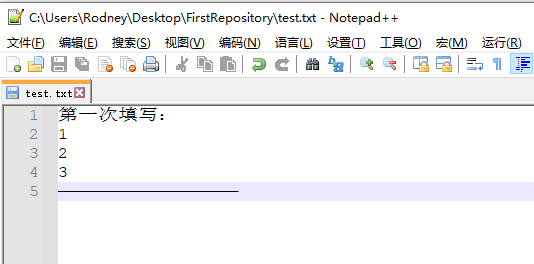 C:\Users\Rodney\Desktop\FirstRepository\test.txt - Notepad++
文件(F) 编辑(E) 搜索(S) 视图(V) 编码(N) 语言(L) 设置(T) 工具(O) 宏(M) 运行(R)
test.txt
1 第一次填写：
2 1
3 2
4 3
5 ————————————